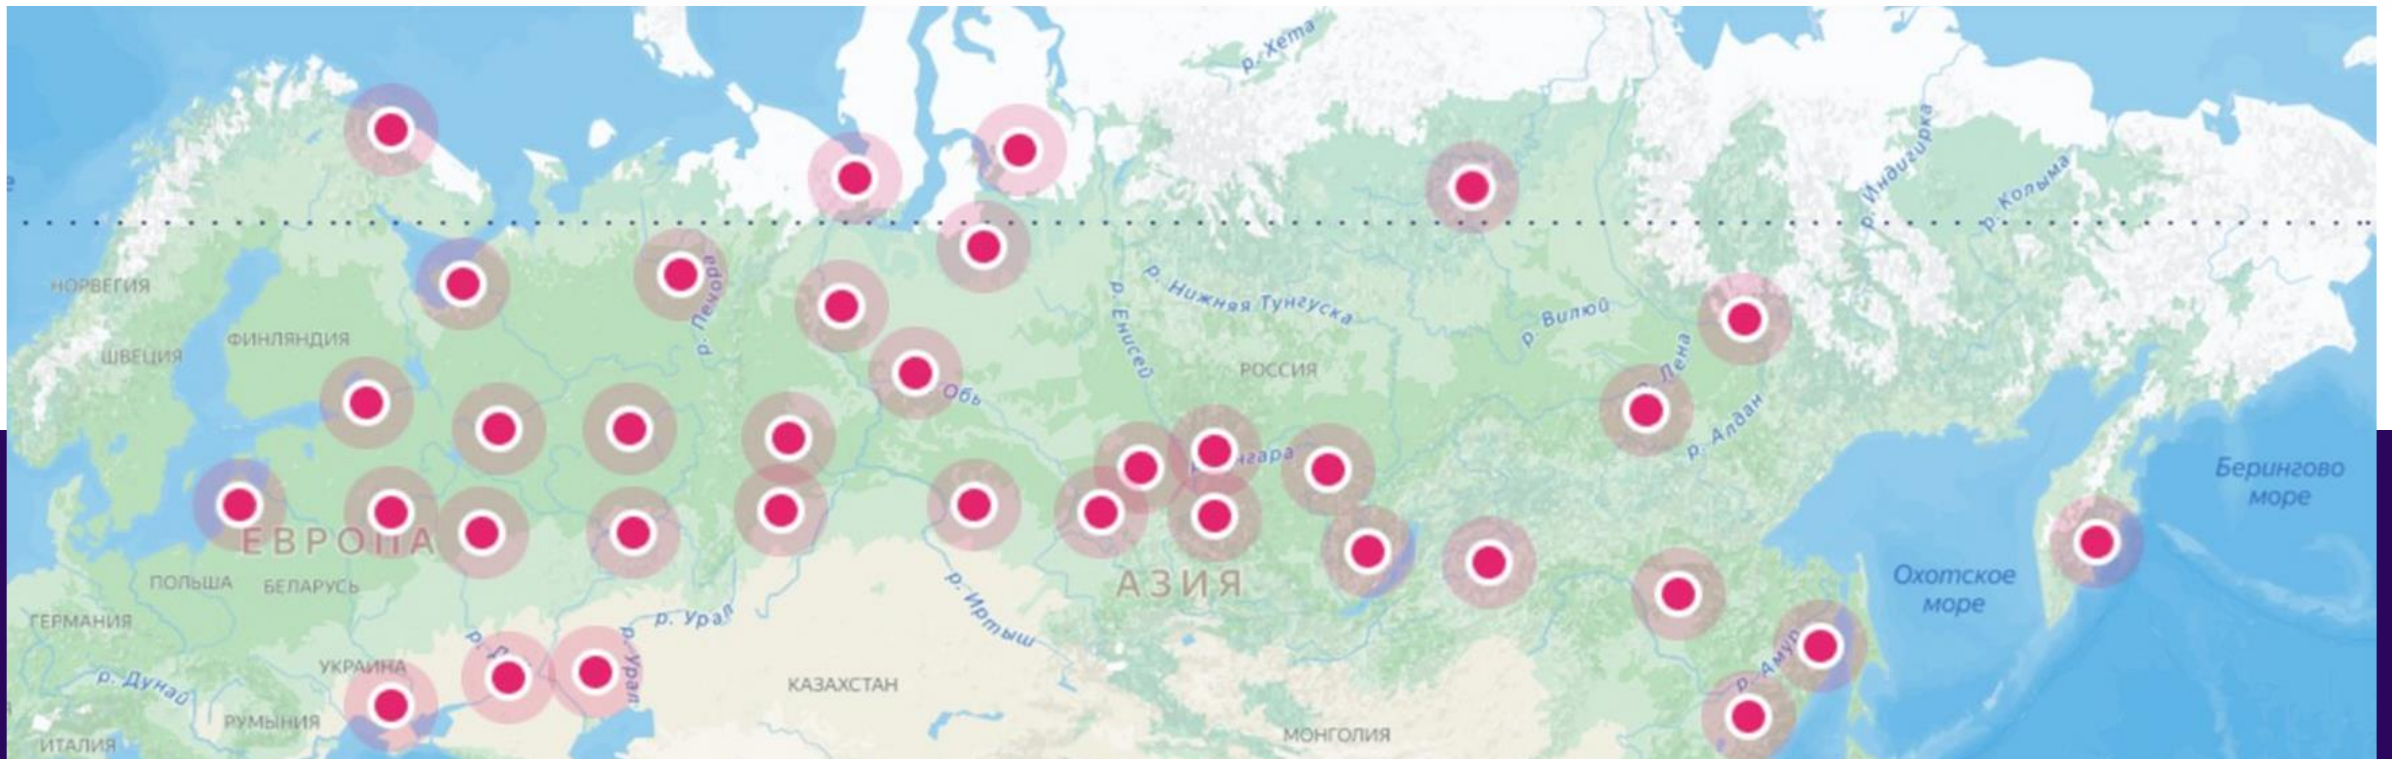 р. Хета
р. Индигирка
р. Колыма
р. Печора
НОРВЕГИЯ
р. Нижняя Тунгуска
р. Енисей
р. Вилюй
ФИНЛЯНДИЯ
ШВЕЦИЯ
РОССИЯ
Лена
Обь
р. Алдан
Берингово
море
ЕВРОПА
ПОЛЬША
БЕЛАРУСЬ
АЗИЯ
Охотское
море
ГЕРМАНИЯ
р. Урал
р. Иртыш
УКРАИНА
р. Урал
р. Амур
р. Дунай
КАЗАХСТАН
РУМЫНИЯ
МОНГОЛИЯ
ИТАЛИЯ